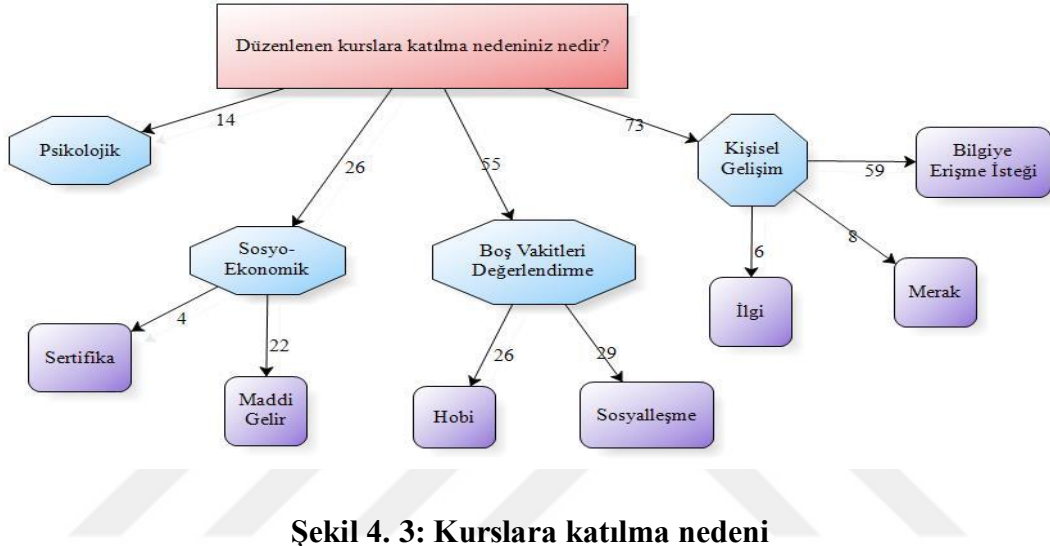 Düzenlenen kurslara katılma nedeniniz nedir?
14
26
55
73
Psikolojik
Kişisel
Gelişim
59
Bilgiye
Erişme İsteği
Sosyo-
Ekonomik
Boş Vakitleri
Değerlendirme
6
8
İlgi
Merak
4
22
26
29
Sertifika
Maddi
Gelir
Hobi
Sosyalleşme
Şekil 4. 3: Kurslara katılma nedeni